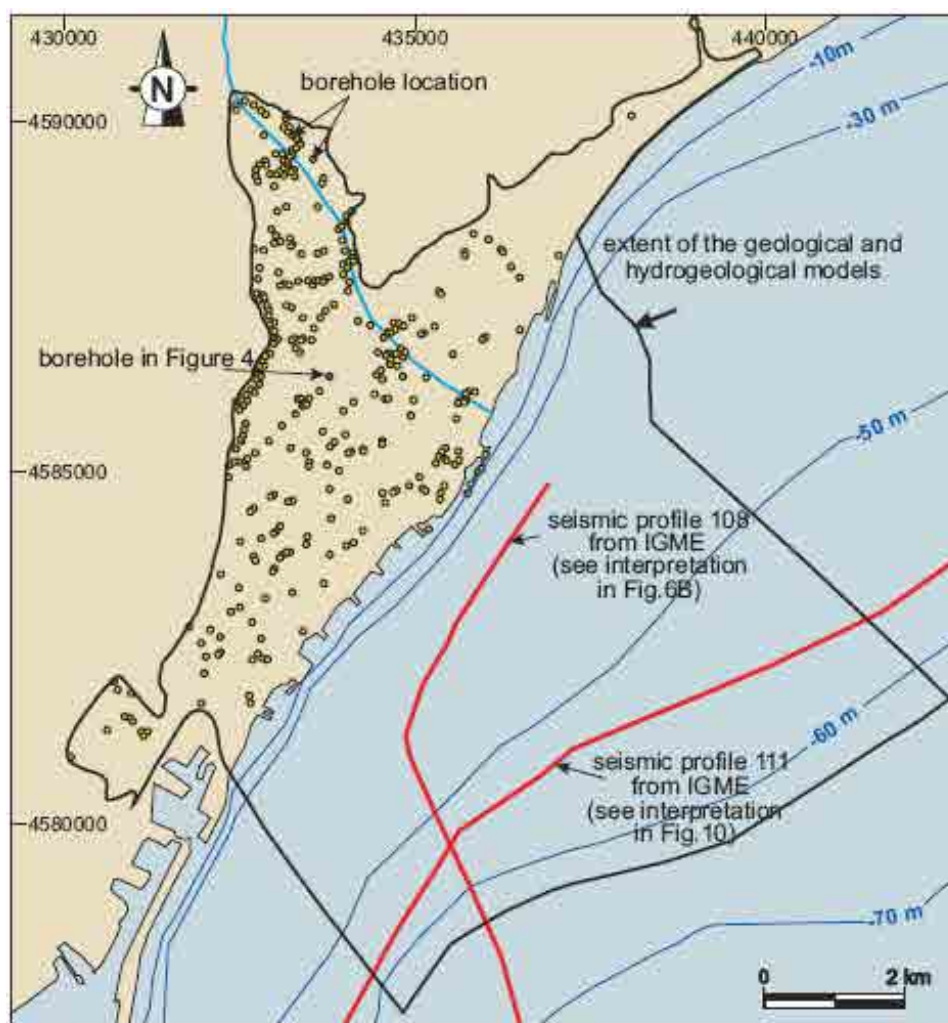 430000
435000
440000
N
borehole location
4590000
-10m
-30 m
extent of the geological and
hydrogeological models
borehole in Figure 4
-50 m
4585000
seismic profile 108
from IGME
(see interpretation
in Fig.6B)
-60 m
seismic profile 111
from IGME
(see interpretation
in Fig.10)
4580000
-70 m
0
2 km